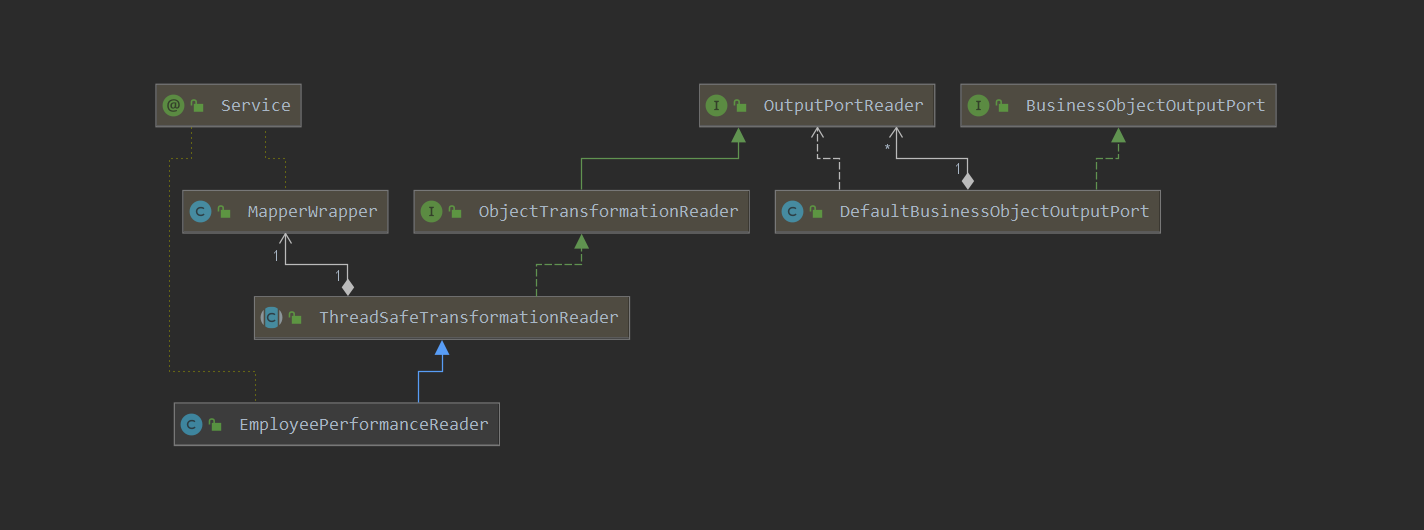 @ Service
I OutputPortReader
I BusinessObjectOutputPort
*
1
C MapperWrapper
I ObjectTransformationReader
C DefaultBusinessObjectOutputPort
1
1
C ThreadSafeTransformationReader
C EmployeePerformanceReader